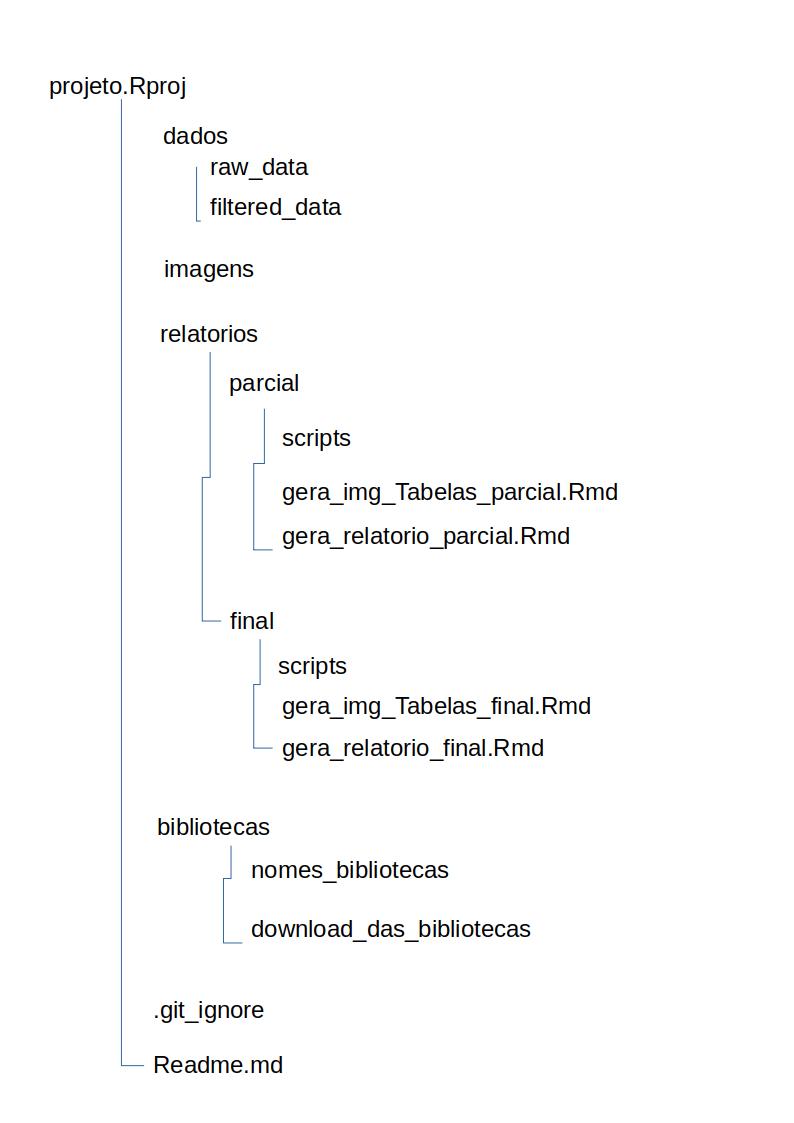 projeto.Rproj
dados
raw_data
filtered_data
imagens
relatorios
parcial
scripts
gera_img_Tabelas_parcial.Rmd
gera_relatorio_parcial.Rmd
final
scripts
gera_img_Tabelas_final.Rmd
gera_relatorio_final.Rmd
bibliotecas
nomes_bibliotecas
download_das_bibliotecas
.git_ignore
Readme.md